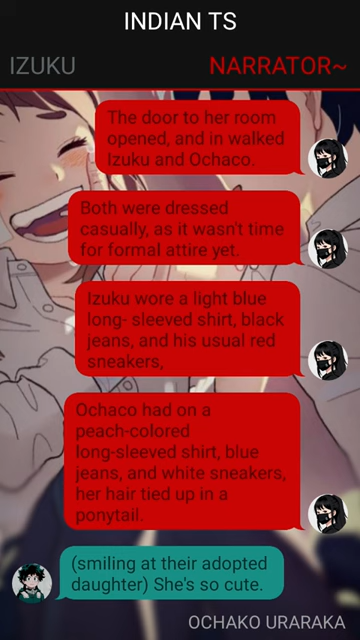 INDIAN TS
IZUKU
NARRATOR~
The door to her room
opened, and in walked
Izuku and Ochaco.
Both were dressed
casually, as it wasn't time
for formal attire yet.
Izuku wore a light blue
long- sleeved shirt, black
jeans, and his usual red
sneakers,
Ochaco had on a
peach-colored
long-sleeved shirt, blue
jeans, and white sneakers,
her hair tied up in a
ponytail.
(smiling at their adopted
daughter) She's so cute.
OCHAKO URARAKA